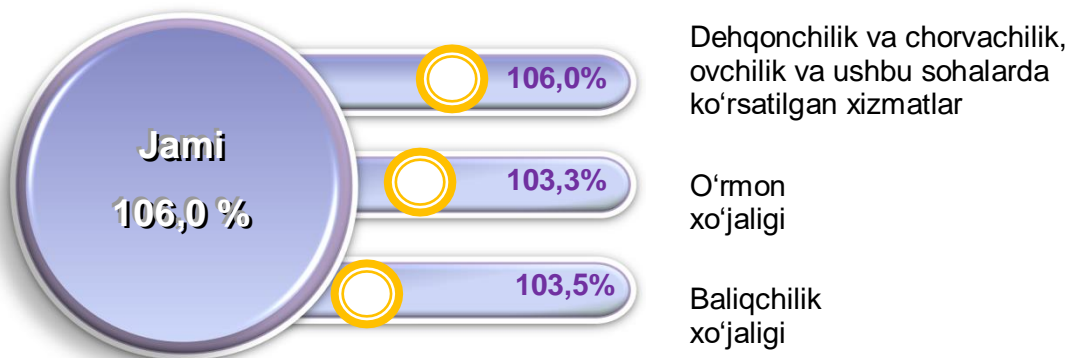 Jami
106,0 %
106,0%
Dehqonchilik va chorvachilik,
ovchilik va ushbu sohalarda
ko‘rsatilgan xizmatlar
103,3%
O‘rmon
xo‘jaligi
103,5%
Baliqchilik
xo‘jaligi